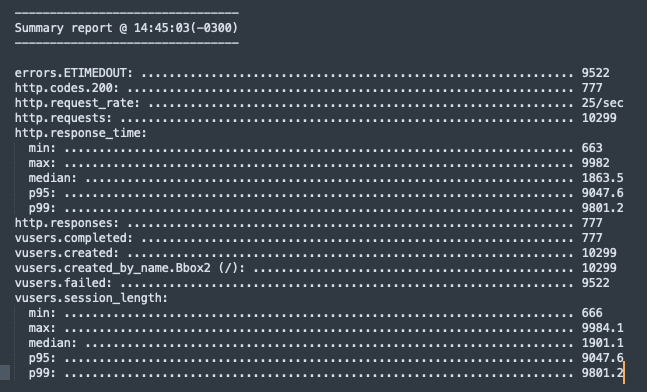 --------------------------------
Summary report @ 14:45:03(-0300)
--------------------------------
errors.ETIMEDOUT: .............................................................. 9522
http.codes.200: ................................................................ 777
http.request_rate: ............................................................. 25/sec
http.requests: ................................................................. 10299
http.response_time:
  min: ......................................................................... 663
  max: ......................................................................... 9982
  median: ...................................................................... 1863.5
  p95: ......................................................................... 9047.6
  p99: ......................................................................... 9801.2
http.responses: ................................................................ 777
vusers.completed: .............................................................. 777
vusers.created: ................................................................ 10299
vusers.created_by_name.Bbox2 (/): .............................................. 10299
vusers.failed: ................................................................. 9522
vusers.session_length:
  min: ......................................................................... 666
  max: ......................................................................... 9984.1
  median: ...................................................................... 1901.1
  p95: ......................................................................... 9047.6
  p99: ......................................................................... 9801.2